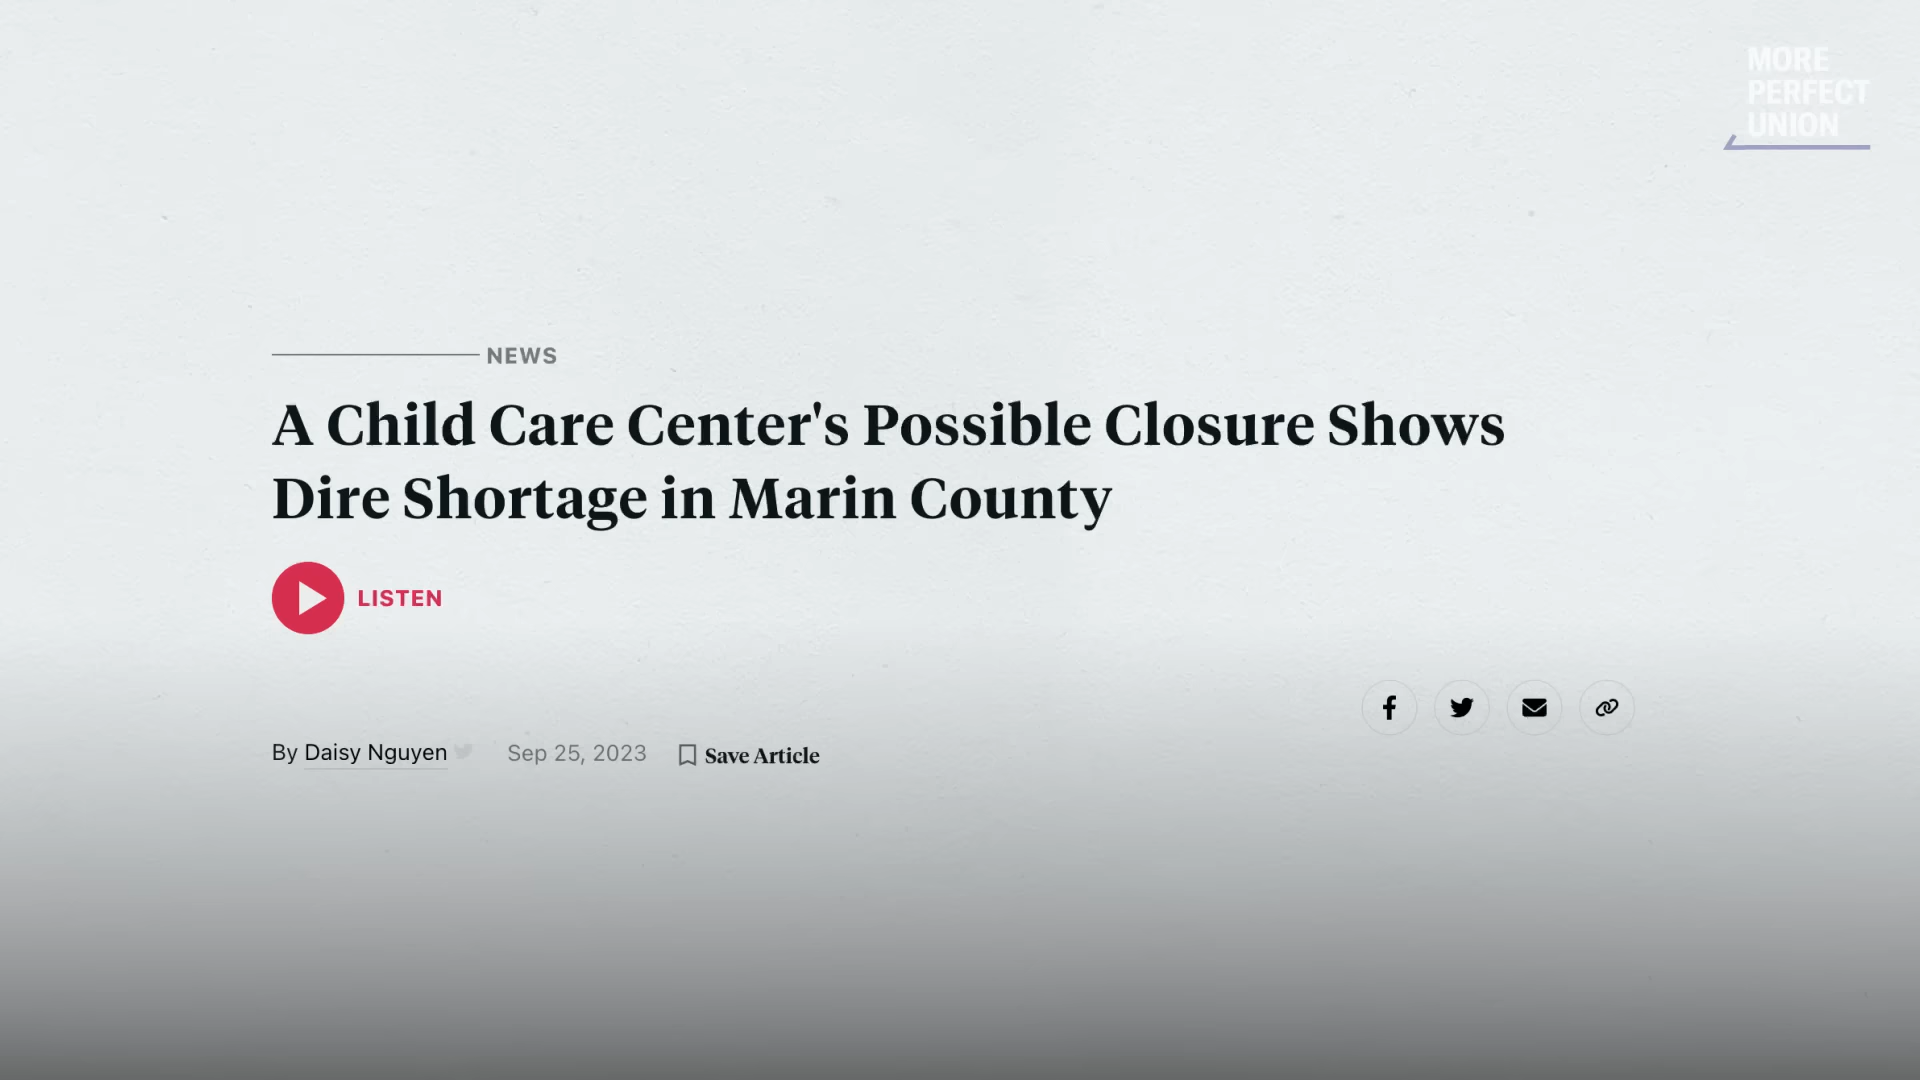 MORE
PERFECT
UNION
NEWS
A Child Care Center's Possible Closure Shows
Dire Shortage in Marin County
LISTEN
By Daisy Nguyen Sep 25, 2023 Save Article